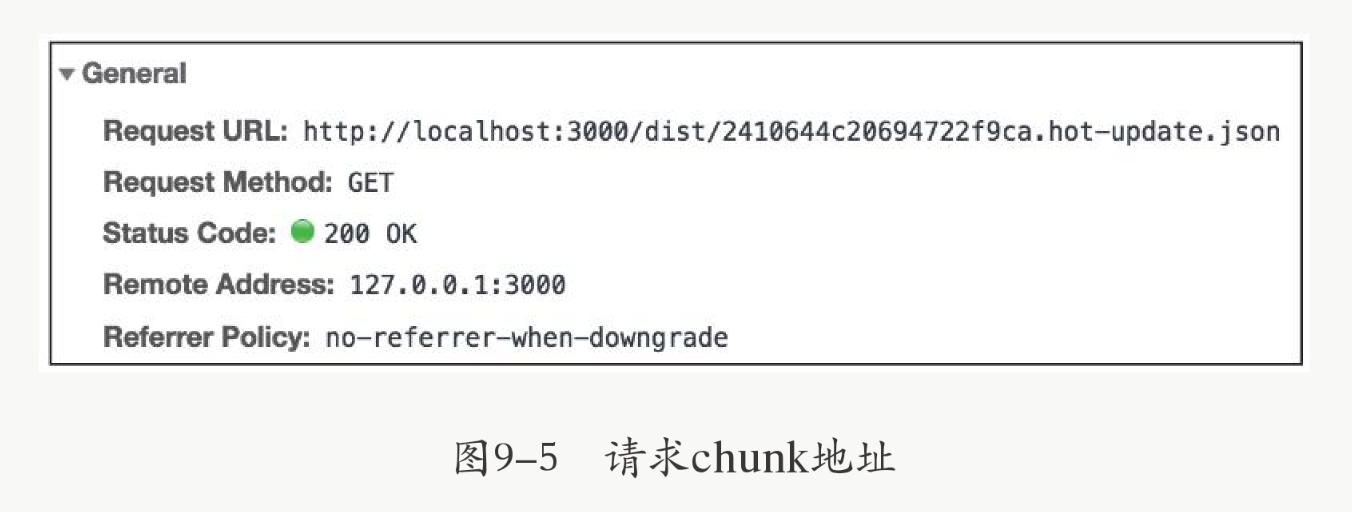 ▼ General
Request URL: http://localhost:3000/dist/2410644c20694722f9ca.hot-update.json
Request Method: GET
Status Code: 200 OK
Remote Address: 127.0.0.1:3000
Referrer Policy: no-referrer-when-downgrade
图9–5 请求chunk地址